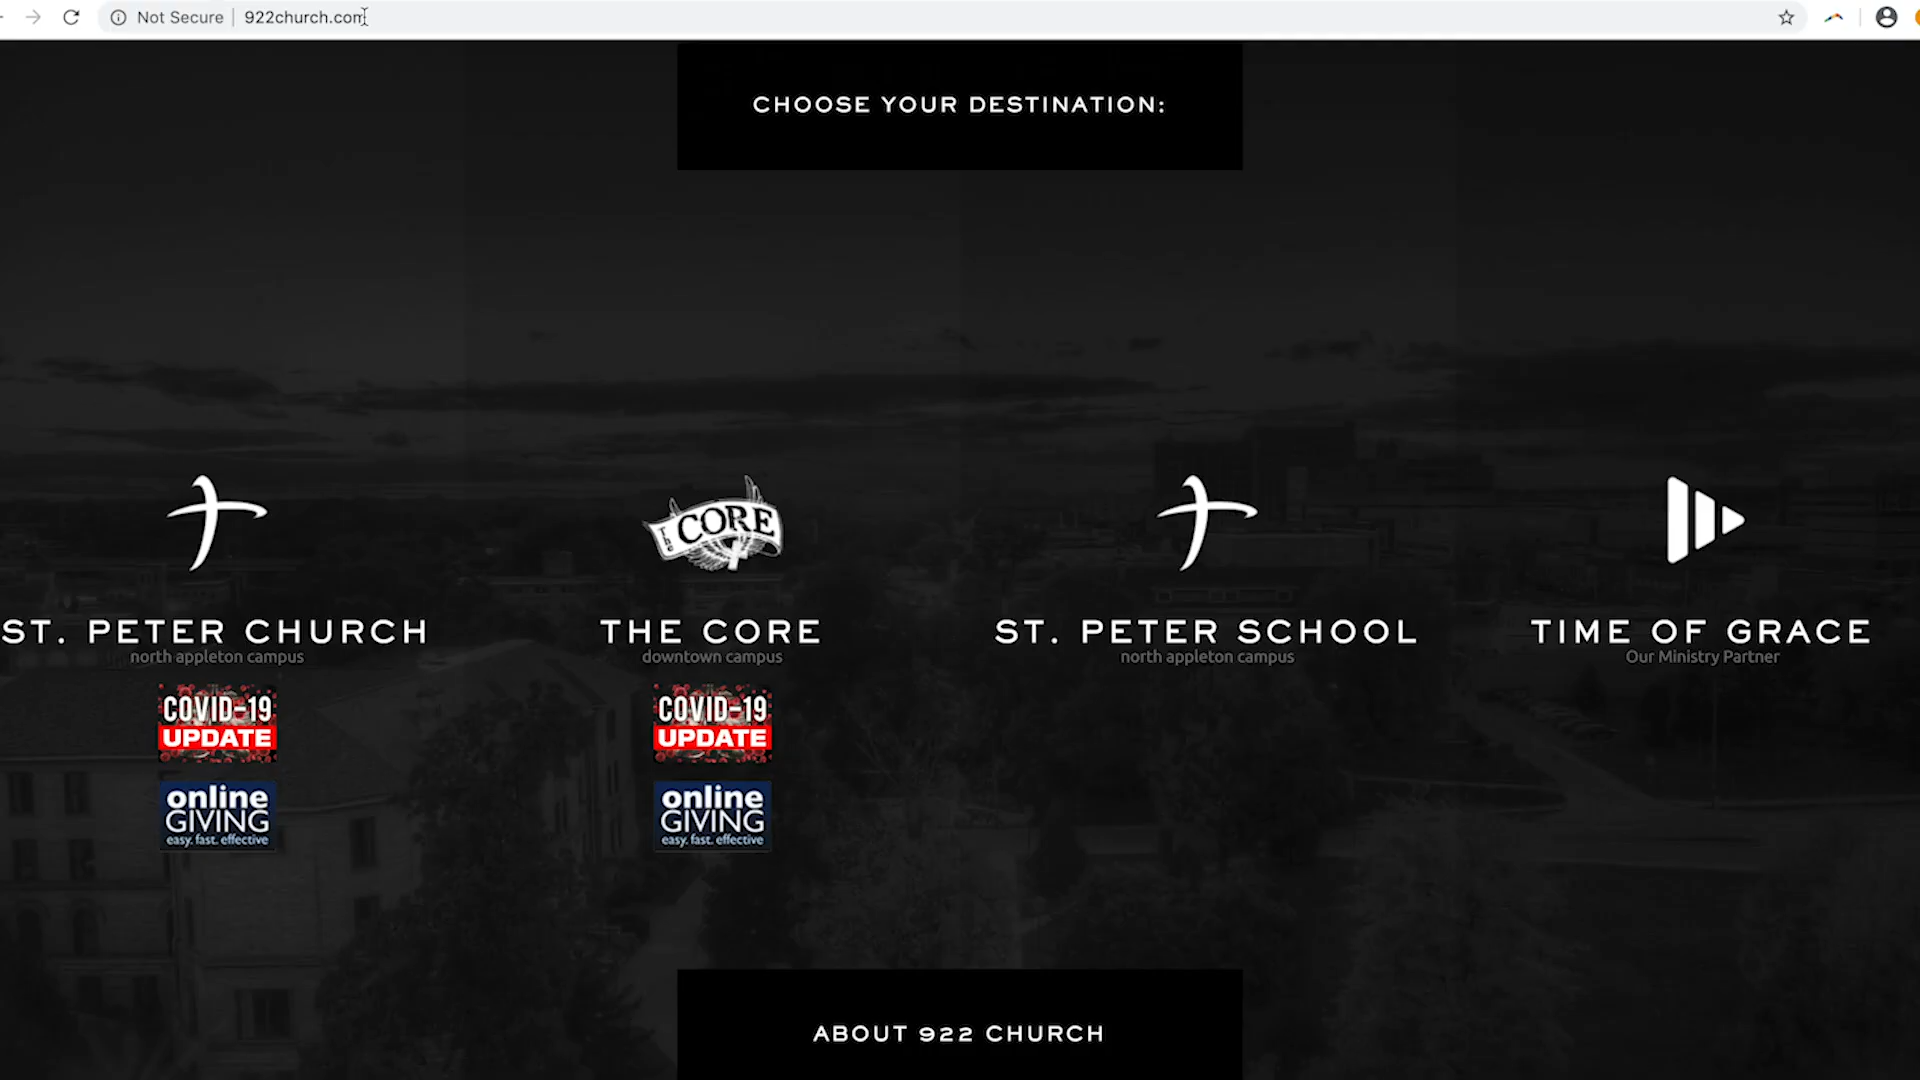 Not Secure | 922church.com
CHOOSE YOUR DESTINATION:
The CORE
ST. PETER CHURCH
north appleton campus
THE CORE
downtown campus
ST. PETER SCHOOL
north appleton campus
TIME OF GRACE
Our Ministry Partner
COVID-19
UPDATE
COVID-19
UPDATE
online
GIVING
easy. fast. effective
online
GIVING
easy. fast. effective
ABOUT 922 CHURCH